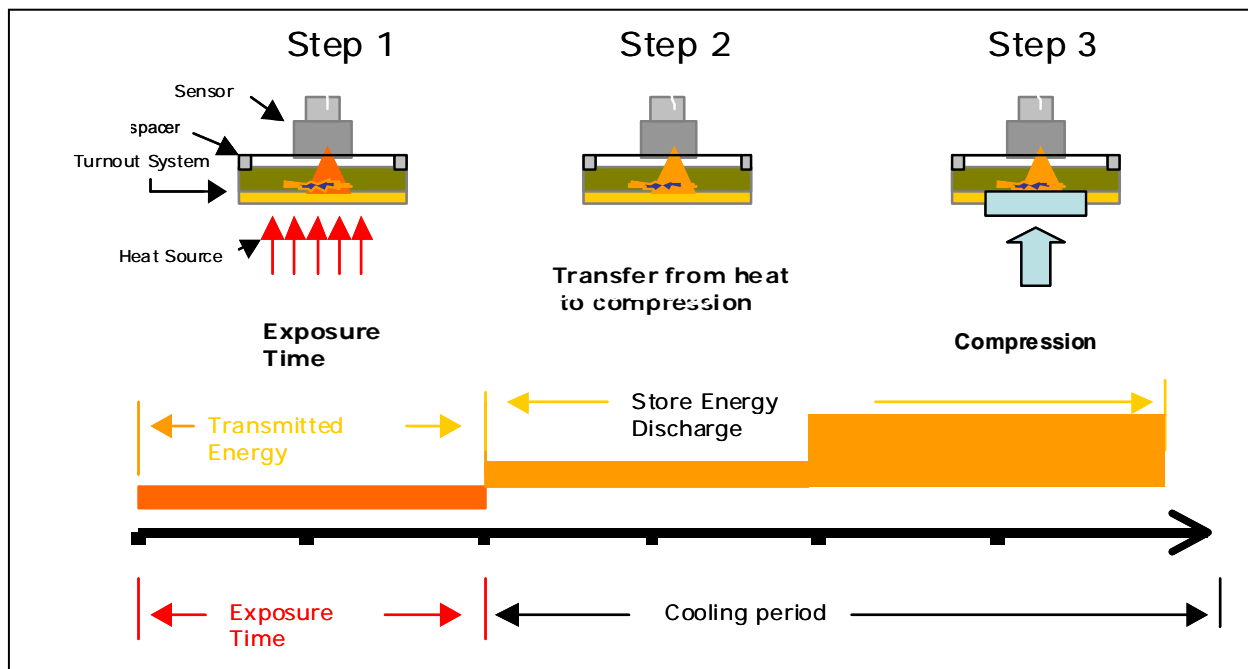 Step 1
Step 2
Step 3
Sensor
spacer
Turnout System
Heat Source
Transfer from heat
to compression
Exposure
Time
Compression
Transmitted
Energy
Store Energy
Discharge
Exposure
Time
Cooling period